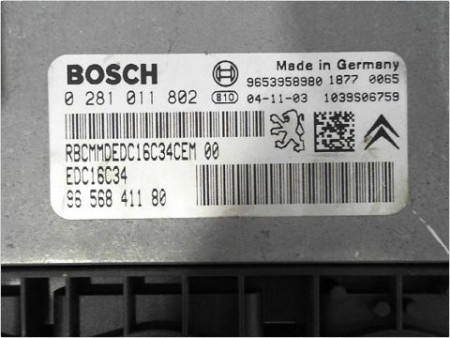 BOSCH
Made in Germany
9653958980 1877 0065
0 281 011 802
810 04-11-03 1039S06759
RBCMMDEDC16C34CEM 00
EDC16C34
96 568 411 80